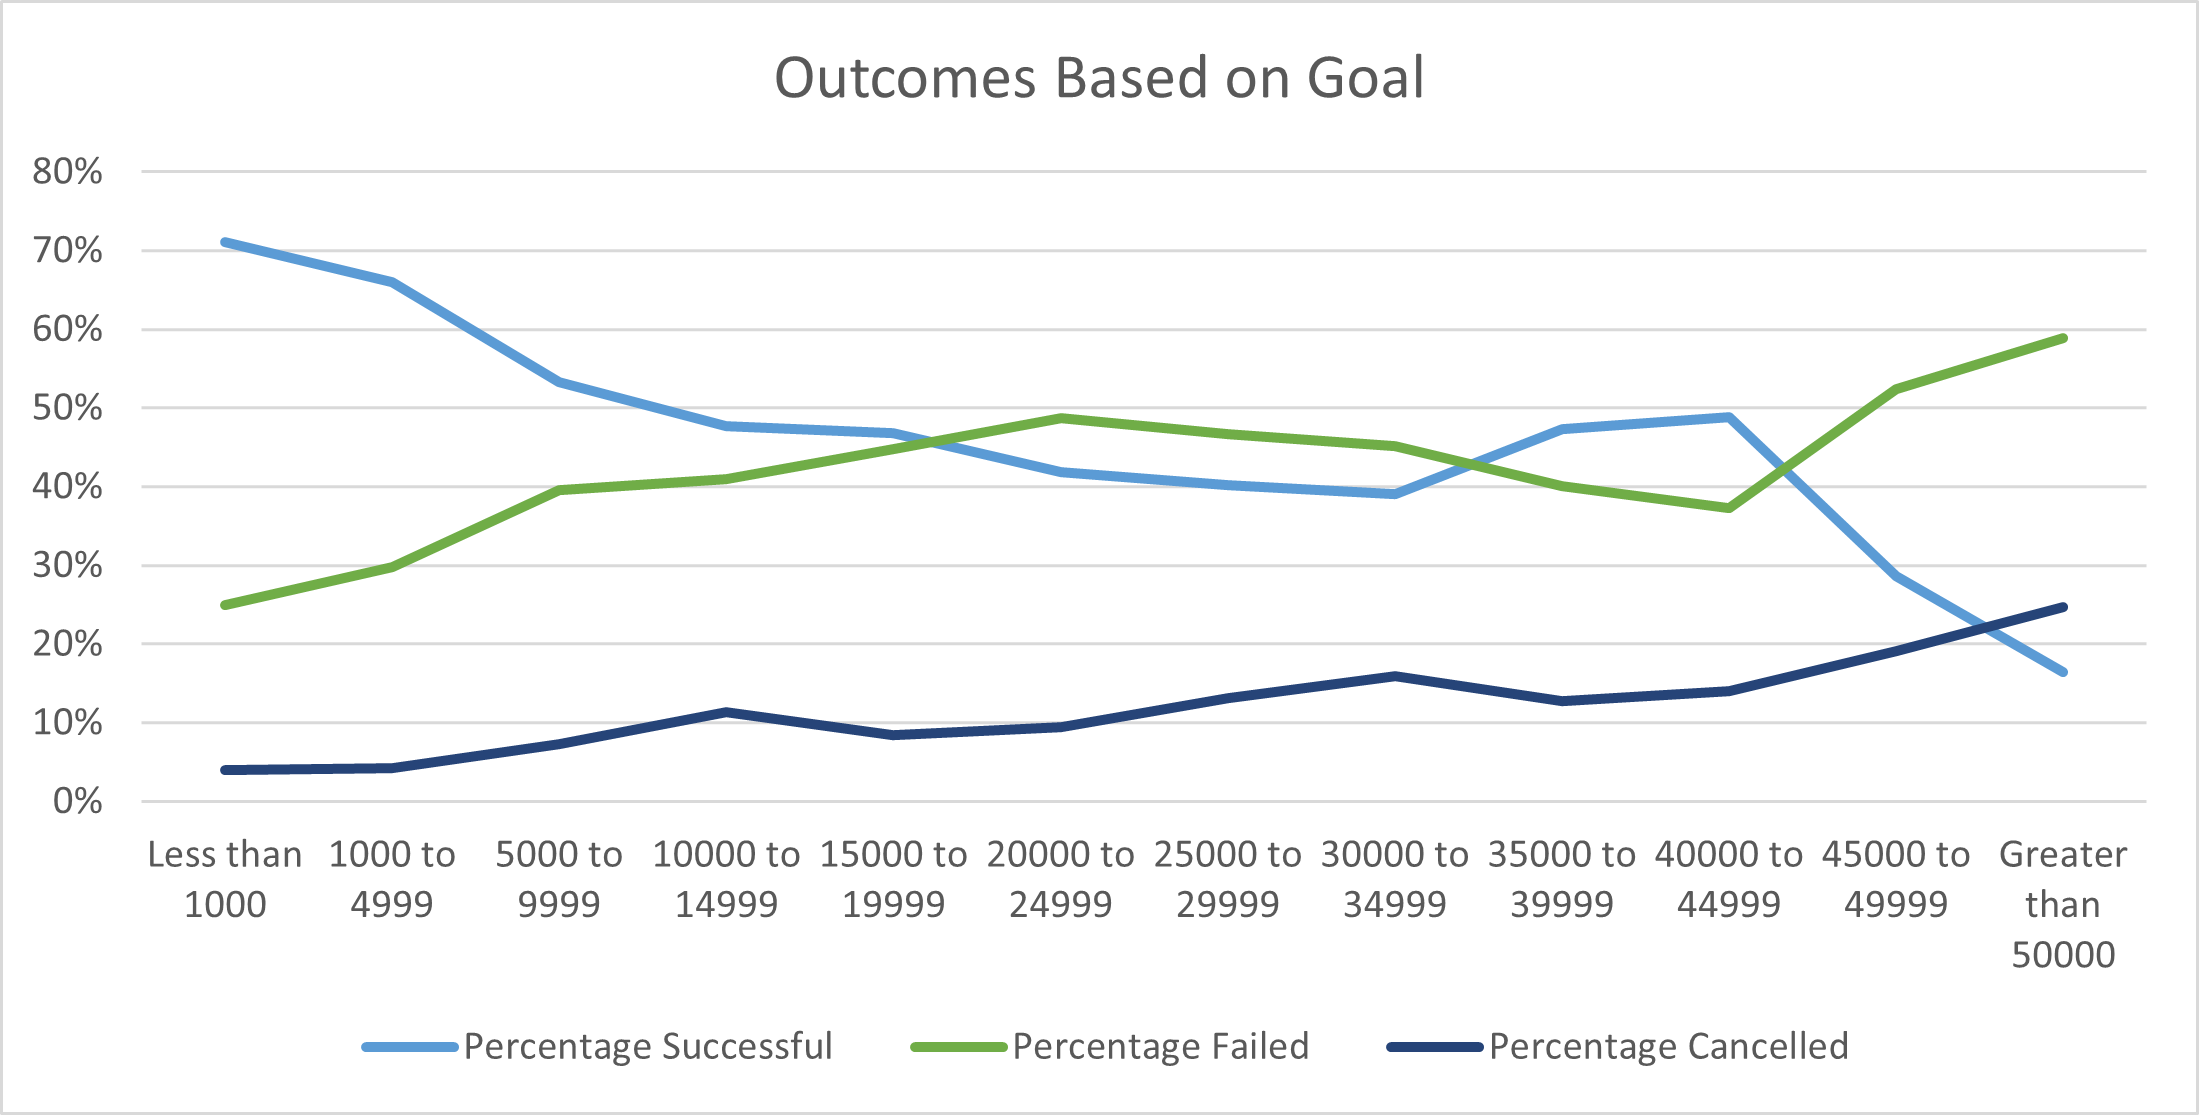 Outcomes Based on Goal
80%
70%
60%
50%
40%
30%
20%
10%
0%
Less than 1000 to 5000 to 10000 to 15000 to 20000 to 25000 to 30000 to 35000 to 40000 to 45000 to Greater
1000 4999 9999 14999 19999 24999 29999 34999 39999 44999 49999 than
50000
Percentage Successful Percentage Failed Percentage Cancelled